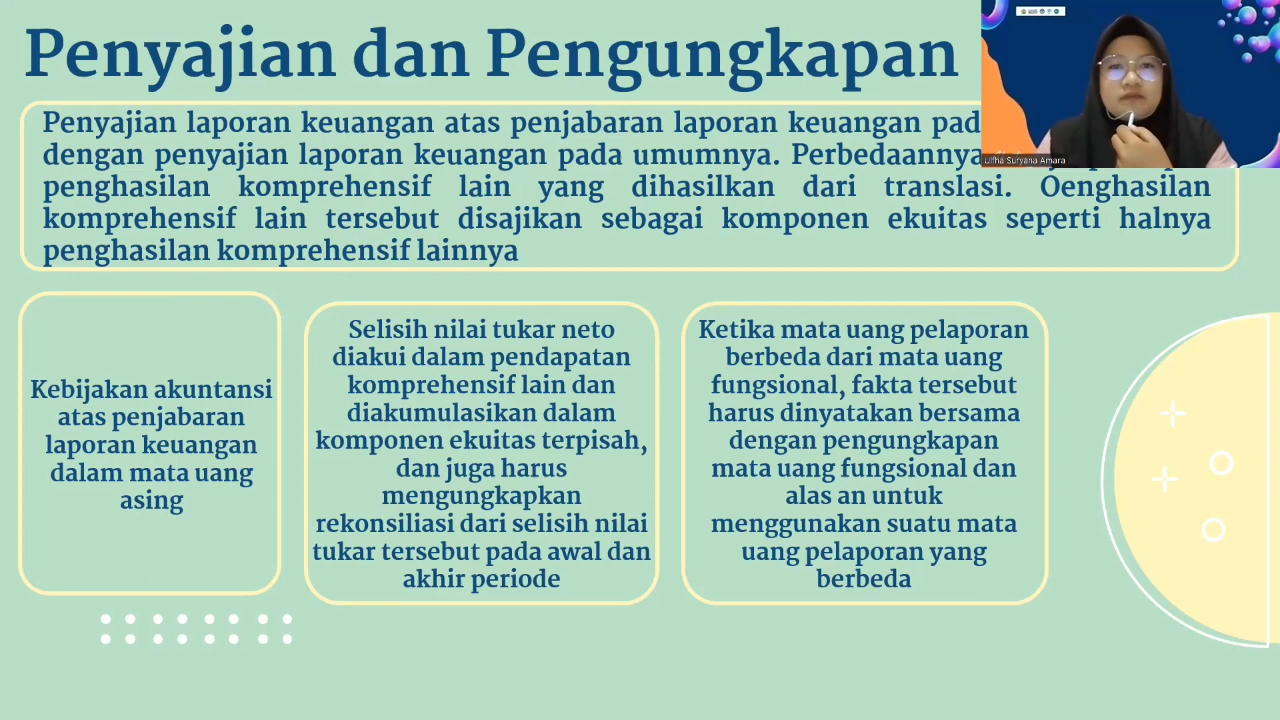 Penyajian dan Pengungkapan
Penyajian laporan keuangan atas penjabaran laporan keuangan
dengan penyajian laporan keuangan pada umumnya. Perbedaannya
penghasilan komprehensif lain yang dihasilkan dari translasi. Oenghasilan
komprehensif lain tersebut disajikan sebagai komponen ekuitas seperti halnya
penghasilan komprehensif lainnya
Kebijakan akuntansi
atas penjabaran
laporan keuangan
dalam mata uang
asing
Selisih nilai tukar neto
diakui dalam pendapatan
komprehensif lain dan
diakumulasikan dalam
komponen ekuitas terpisah,
dan juga harus
mengungkapkan
rekonsiliasi dari selisih nilai
tukar tersebut pada awal dan
akhir periode
Ketika mata uang pelaporan
berbeda dari mata uang
fungsional, fakta tersebut
harus dinyatakan bersama
dengan pengungkapan
mata uang fungsional dan
alas an untuk
menggunakan suatu mata
uang pelaporan yang
berbeda
Ulfha Suryana Amara